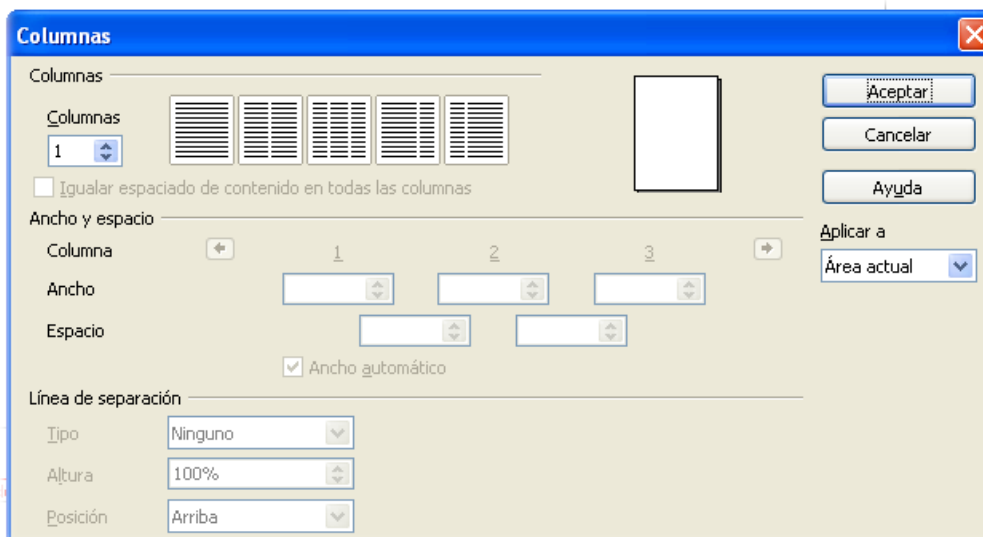 Columnas
Columnas
Columnas
1
Igualar espaciado de contenido en todas las columnas
Ancho y espacio
Columna 1 2 3
Ancho
Espacio
Ancho automático
Línea de separación
Tipo Ninguno
Altura 100%
Posición Arriba
Aceptar
Cancelar
Ayuda
Aplicar a
Área actual